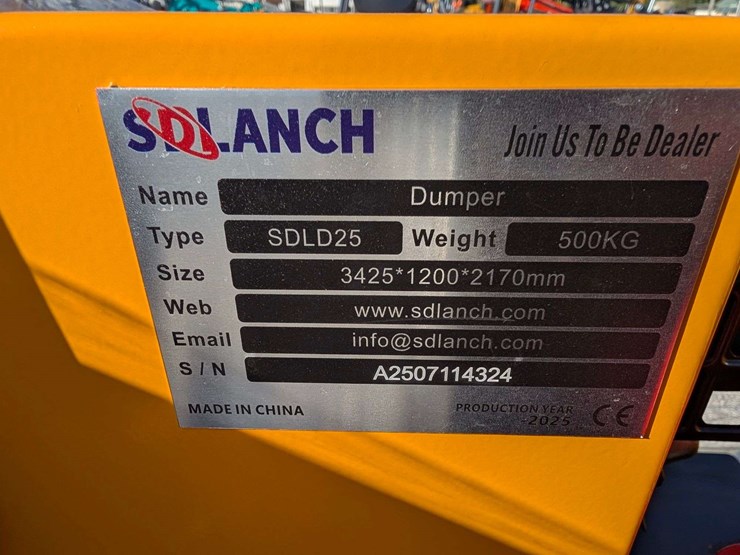 SDLANCH Join Us To Be Dealer
Name Dumper
Type SDLD25 Weight 500KG
Size 3425*1200*2170mm
Web www.sdlanch.com
Email info@sdlanch.com
S / N A2507114324
MADE IN CHINA PRODUCTION YEAR
-2025 CE